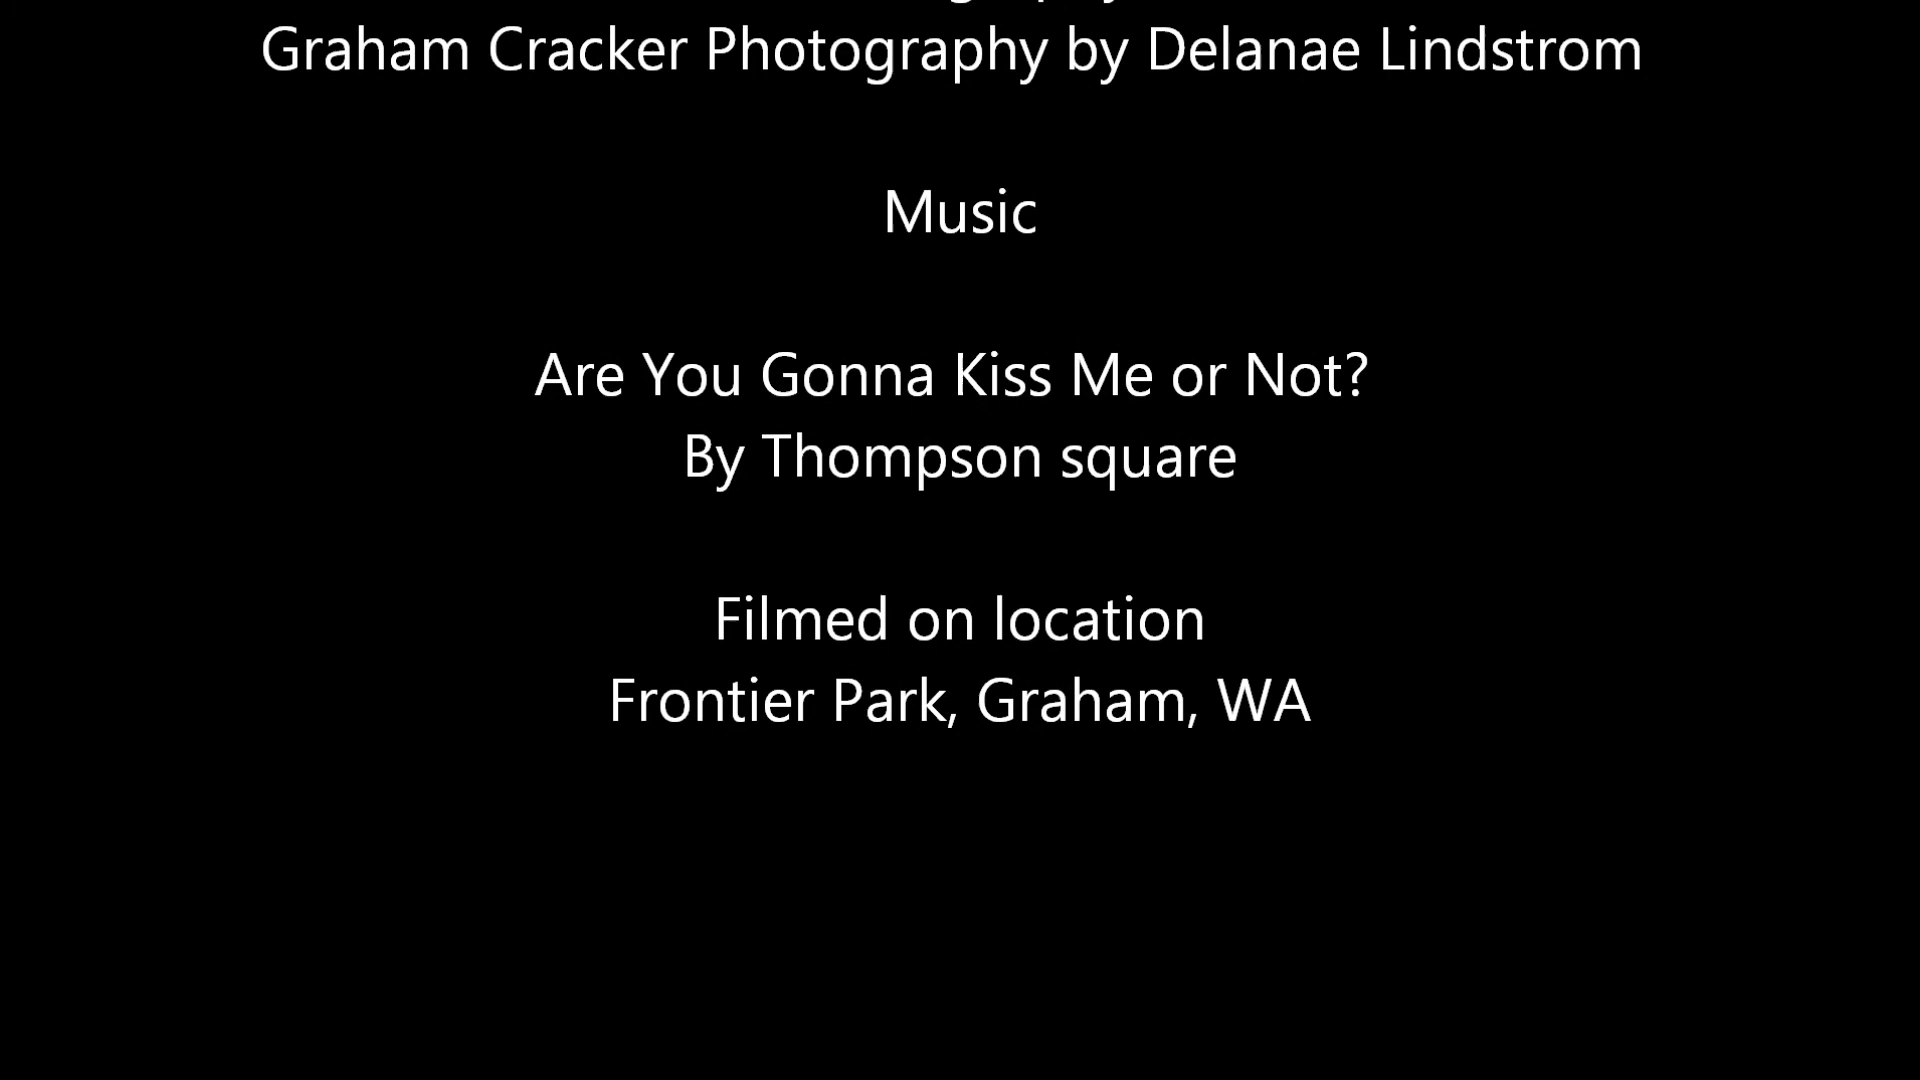 Graham Cracker Photography by Delanae Lindstrom
Music
Are You Gonna Kiss Me or Not?
By Thompson square
Filmed on location
Frontier Park, Graham, WA